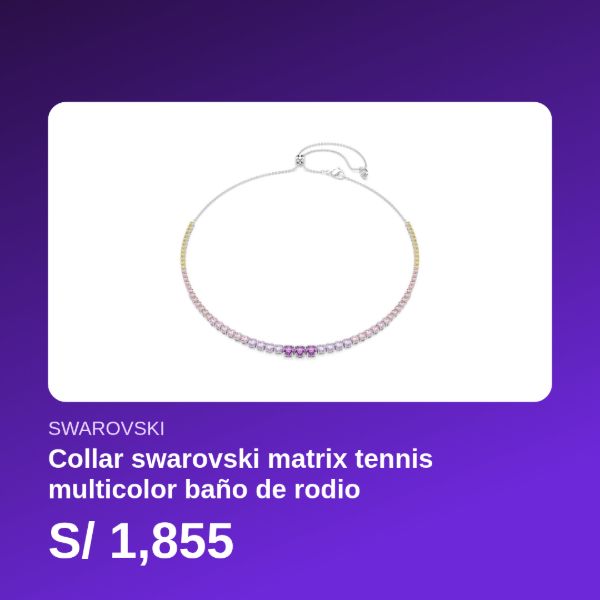 SWAROVSKI
Collar swarovski matrix tennis
multicolor baño de rodio
S/ 1,855